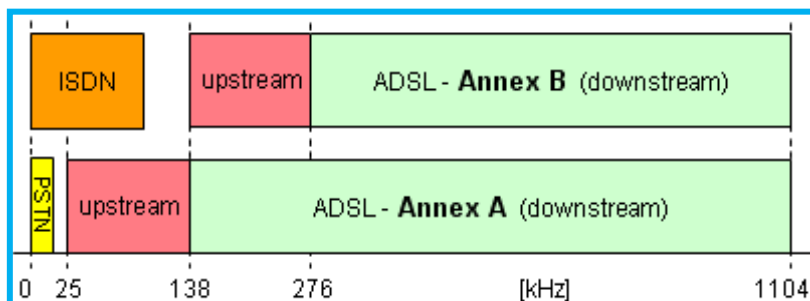 ISDN upstream ADSL - Annex B (downstream)
PSTN upstream ADSL - Annex A (downstream)
0 25 138 276 [kHz] 1104